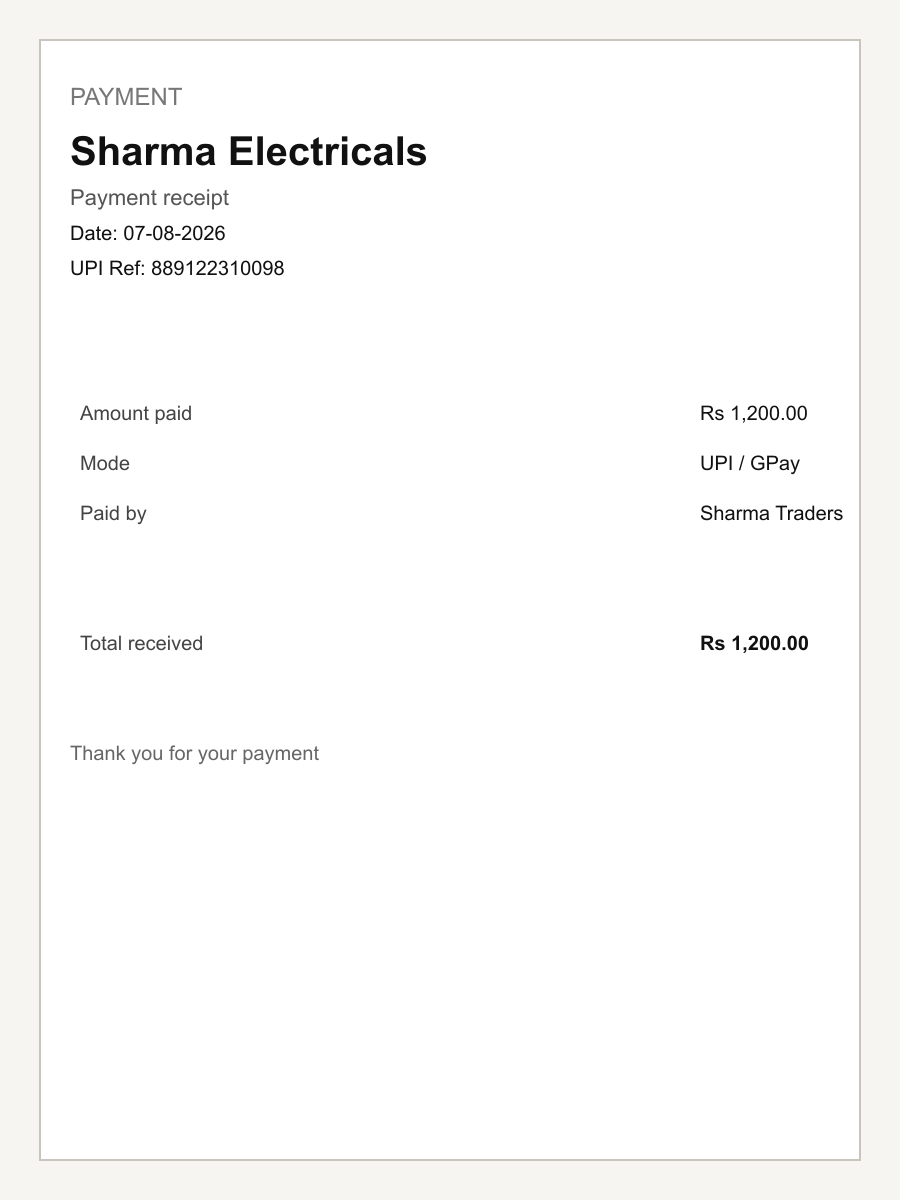 PAYMENT
Sharma Electricals
Payment receipt
Date: 07-08-2026
UPI Ref: 889122310098
Amount paid Rs 1,200.00
Mode UPI / GPay
Paid by Sharma Traders
Total received Rs 1,200.00
Thank you for your payment